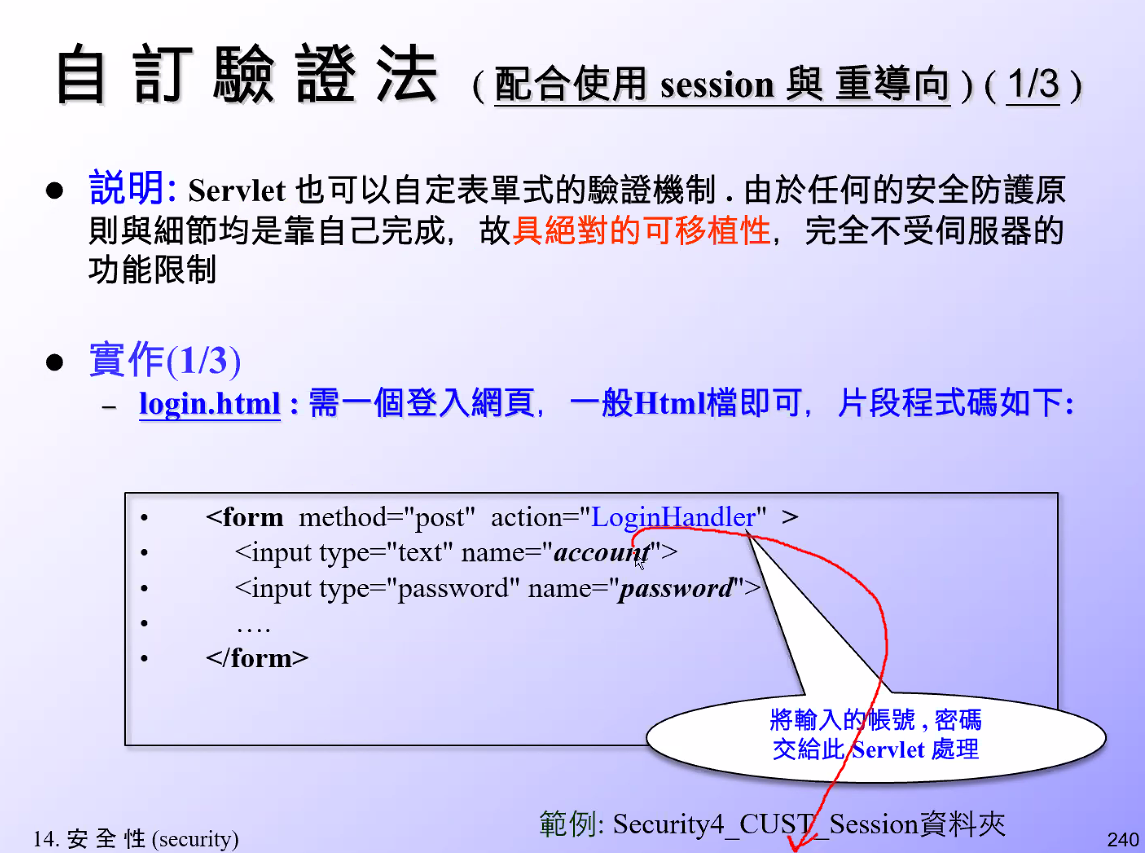 自 訂 驗 證 法 ( 配合使用 session 與 重導向 ) ( 1/3 )
● 說明: Servlet 也可以自定表單式的驗證機制 . 由於任何的安全防護原
則與細節均是靠自己完成，故具絕對的可移植性，完全不受伺服器的
功能限制
● 實作(1/3)
– login.html : 需一個登入網頁，一般Html檔即可，片段程式碼如下:
• <form method="post" action="LoginHandler" >
• <input type="text" name="account">
• <input type="password" name="password">
• ….
• </form>
將輸入的帳號 , 密碼
交給此 Servlet 處理
範例: Security4_CUST_Session資料夾
14. 安 全 性 (security)
240